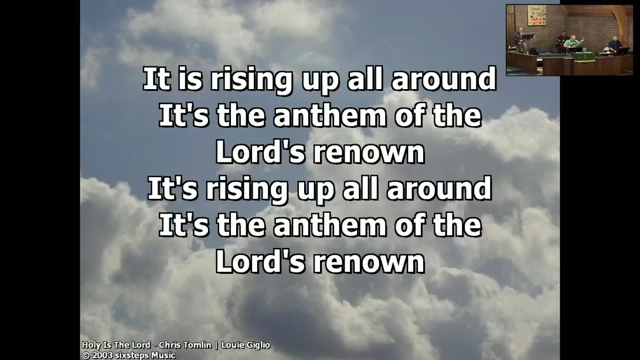 It is rising up all around
It's the anthem of the
Lord's renown
It's rising up all around
It's the anthem of the
Lord's renown
Holy Is The Lord - Chris Tomlin | Louie Giglio
© 2003 sixsteps Music